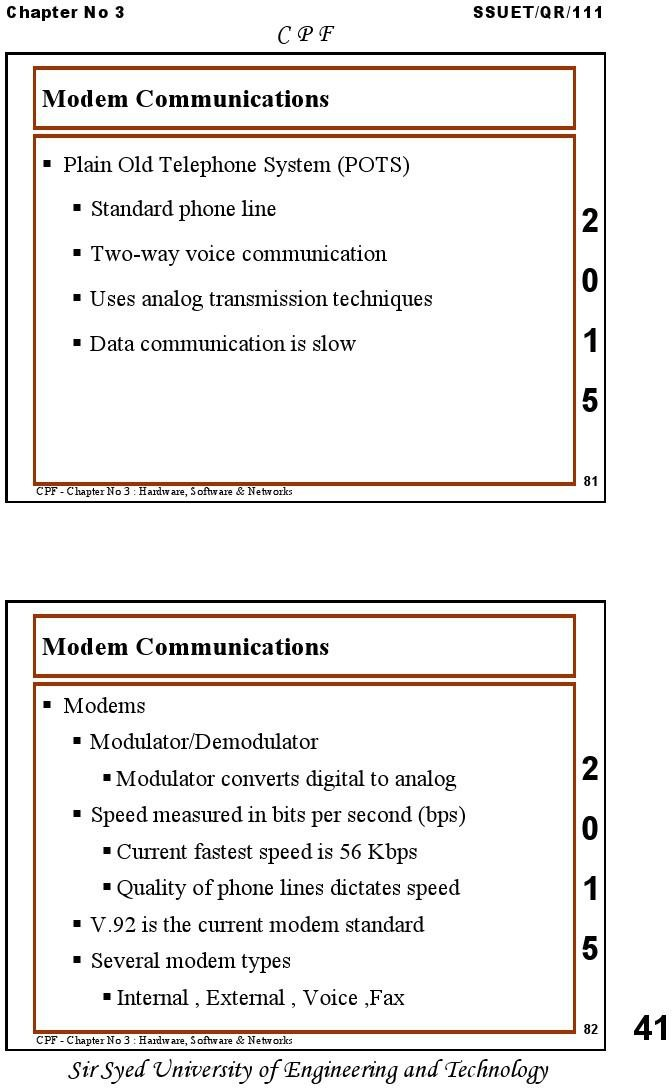 Chapter No 3 SSUET/QR/111
C P F
Modem Communications
▪ Plain Old Telephone System (POTS)
▪ Standard phone line
▪ Two-way voice communication
▪ Uses analog transmission techniques
▪ Data communication is slow
2
0
1
5
81
CPF - Chapter No 3 : Hardware, Software & Networks
Modem Communications
▪ Modems
▪ Modulator/Demodulator
▪ Modulator converts digital to analog
▪ Speed measured in bits per second (bps)
▪ Current fastest speed is 56 Kbps
▪ Quality of phone lines dictates speed
▪ V.92 is the current modem standard
▪ Several modem types
▪ Internal , External , Voice ,Fax
2
0
1
5
82
CPF - Chapter No 3 : Hardware, Software & Networks
41
Sir Syed University of Engineering and Technology